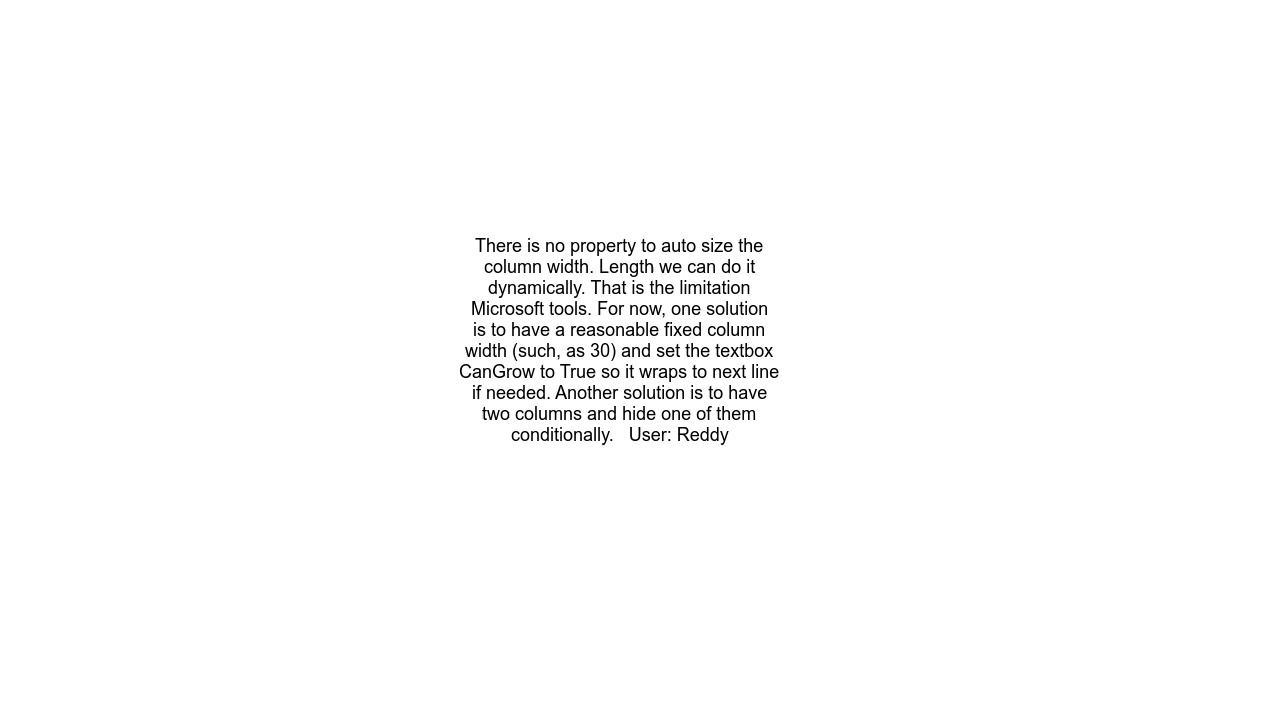 There is no property to auto size the
column width. Length we can do it
dynamically. That is the limitation
Microsoft tools. For now, one solution
is to have a reasonable fixed column
width (such, as 30) and set the textbox
CanGrow to True so it wraps to next line
if needed. Another solution is to have
two columns and hide one of them
conditionally.   User: Reddy